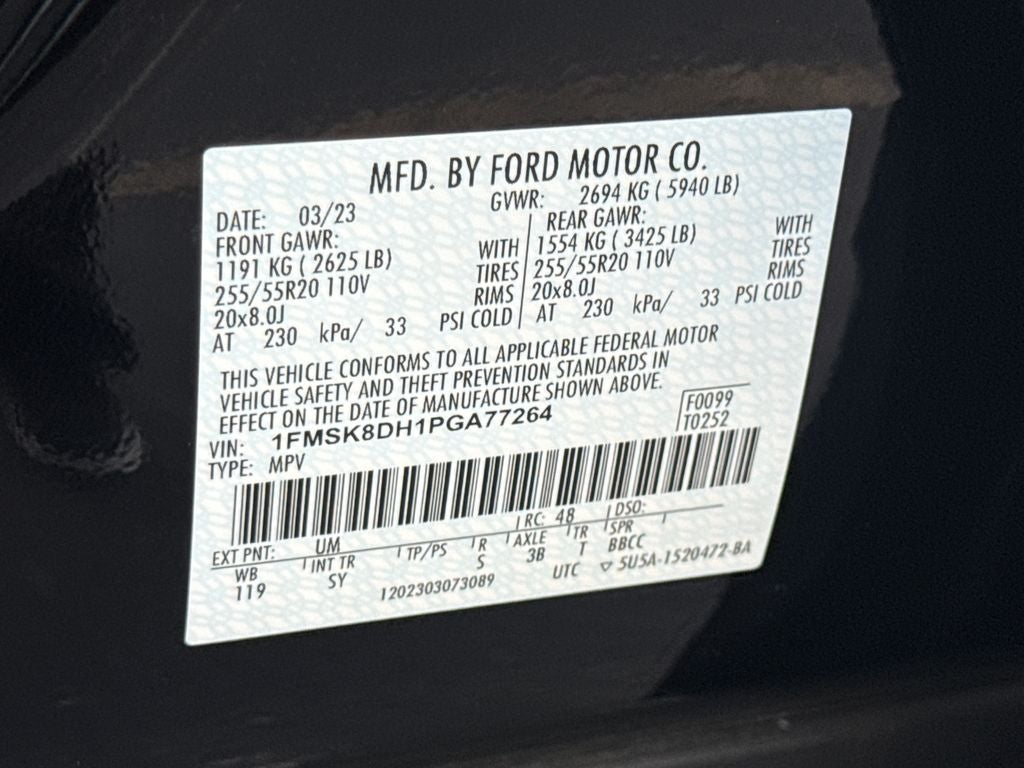 MFD. BY FORD MOTOR CO.
DATE: 03/23 GVWR: 2694 KG ( 5940 LB)
FRONT GAWR: REAR GAWR:
1191 KG ( 2625 LB) WITH 1554 KG ( 3425 LB) WITH
255/55R20 110V TIRES 255/55R20 110V TIRES
20x8.0J RIMS 20x8.0J RIMS
AT 230 kPa/ 33 PSI COLD AT 230 kPa/ 33 PSI COLD
THIS VEHICLE CONFORMS TO ALL APPLICABLE FEDERAL MOTOR
VEHICLE SAFETY AND THEFT PREVENTION STANDARDS IN
EFFECT ON THE DATE OF MANUFACTURE SHOWN ABOVE.
VIN: 1FMSK8DH1PGA77264 F0099
TYPE: MPV T0252
EXT PNT: UM RC: 48 DSO:
WB INT TR TP/PS R AXLE TR SPR
119 SY S 3B T BBCC
1202303073089 UTC ▽ 5U5A-1520472-BA